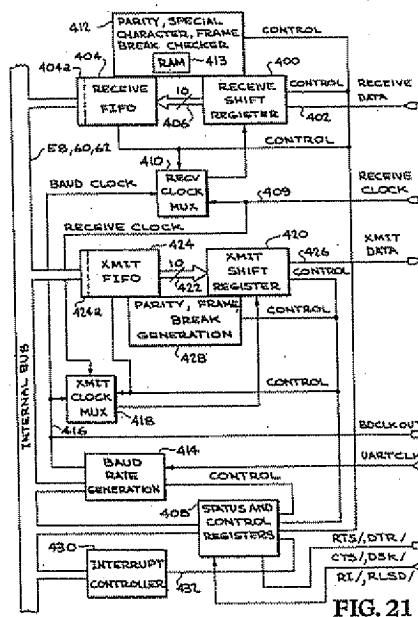 412
PARITY, SPECIAL
CHARACTER, FRAME
BREAK CHECKER
404
RAM
413
400
404a
RECEIVE
FIFO
10
406
RECEIVE
SHIFT
REGISTER
CONTROL
CONTROL
402
RECEIVE
DATA
58,60,62
410
CONTROL
BAUD CLOCK
RECV
CLOCK
MUX
409
RECEIVE
CLOCK
RECEIVE CLOCK
424
420
XMIT
FIFO
10
422
XMIT
SHIFT
REGISTER
426
XMIT
DATA
CONTROL
424a
PARITY, FRAME,
BREAK
GENERATION
428
INTERNAL BUS
XMIT
CLOCK
MUX
CONTROL
418
416
BDCLKOUT
414
UARTCLK
BAUD
RATE
GENERATION
CONTROL
408
STATUS AND
CONTROL
REGISTERS
430
INTERRUPT
CONTROLLER
432
RTS/,DTR/
CTS/,DSR/
RI/,RLSD/
FIG. 21